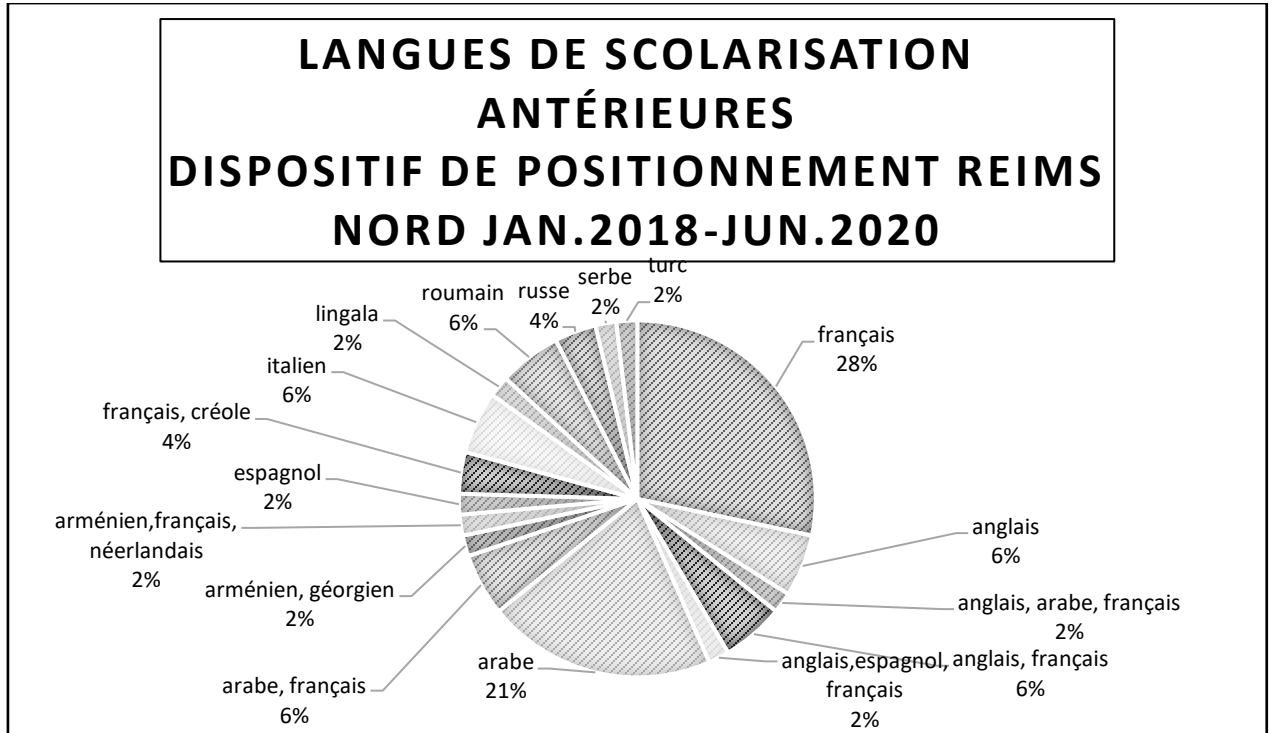 LANGUES DE SCOLARISATION
ANTÉRIEURES
DISPOSITIF DE POSITIONNEMENT REIMS
NORD JAN.2018-JUN.2020
français
28%
anglais
6%
anglais, arabe, français
2%
anglais, français
6%
anglais,espagnol,
français
2%
arabe
21%
arabe, français
6%
arménien, géorgien
2%
arménien,français,
néerlandais
2%
espagnol
2%
français, créole
4%
italien
6%
lingala
2%
roumain
6%
russe
4%
serbe
2%
turc
2%